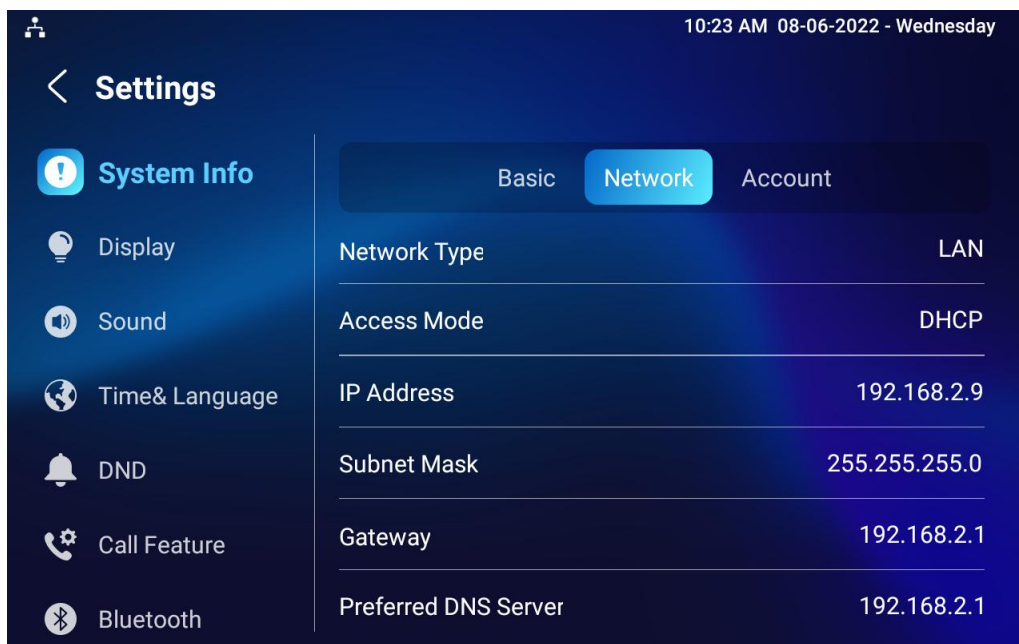 10:23 AM 08-06-2022 - Wednesday
Settings
System Info
Display
Sound
Time& Language
DND
Call Feature
Bluetooth
Basic Network Account
Network Type LAN
Access Mode DHCP
IP Address 192.168.2.9
Subnet Mask 255.255.255.0
Gateway 192.168.2.1
Preferred DNS Server 192.168.2.1